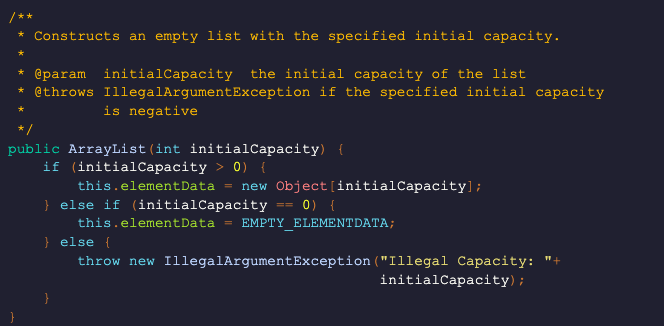 /**
 * Constructs an empty list with the specified initial capacity.
 *
 * @param  initialCapacity  the initial capacity of the list
 * @throws IllegalArgumentException if the specified initial capacity
 *         is negative
 */
public ArrayList(int initialCapacity) {
    if (initialCapacity > 0) {
        this.elementData = new Object[initialCapacity];
    } else if (initialCapacity == 0) {
        this.elementData = EMPTY_ELEMENTDATA;
    } else {
        throw new IllegalArgumentException("Illegal Capacity: "+
                                           initialCapacity);
    }
}